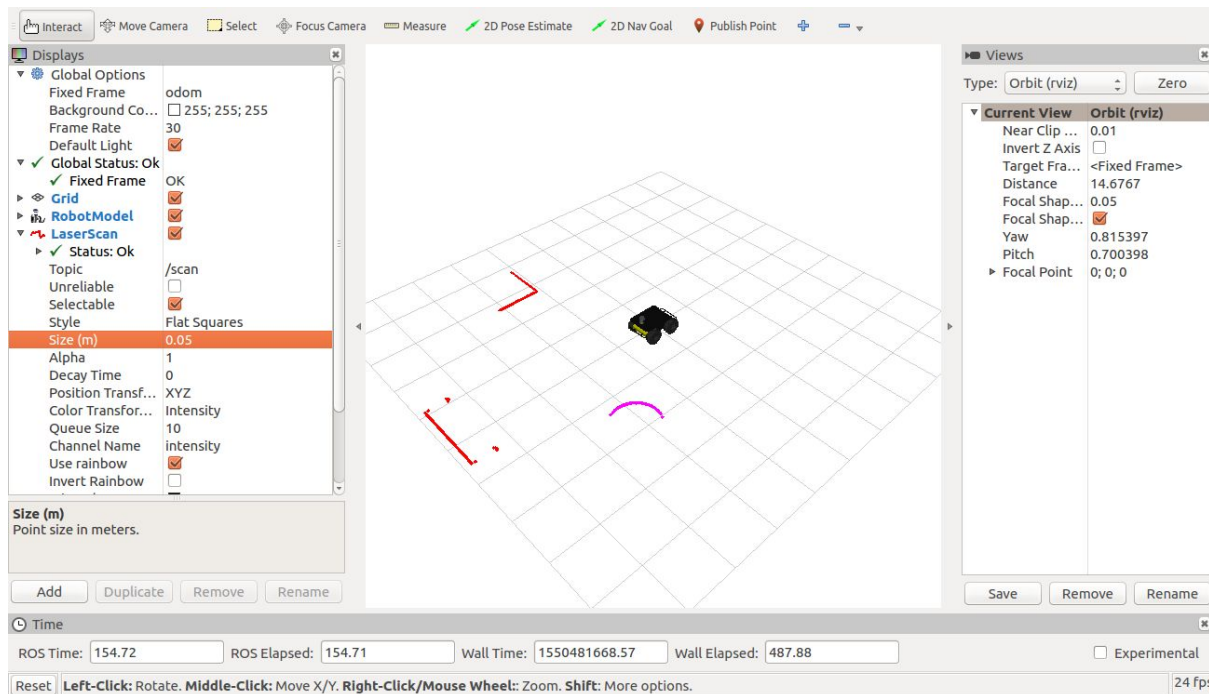 Interact Move Camera Select Focus Camera Measure 2D Pose Estimate 2D Nav Goal Publish Point
Displays
Global Options
Fixed Frame odom
Background Co... 255; 255; 255
Frame Rate 30
Default Light
Global Status: Ok
Fixed Frame OK
Grid
RobotModel
LaserScan
Status: Ok
Topic /scan
Unreliable
Selectable
Style Flat Squares
Size (m) 0.05
Alpha 1
Decay Time 0
Position Transf... XYZ
Color Transfor... Intensity
Queue Size 10
Channel Name intensity
Use rainbow
Invert Rainbow
Size (m)
Point size in meters.
Add Duplicate Remove Rename
Views
Type: Orbit (rviz) Zero
Current View Orbit (rviz)
Near Clip ... 0.01
Invert Z Axis
Target Fra... <Fixed Frame>
Distance 14.6767
Focal Shap... 0.05
Focal Shap...
Yaw 0.815397
Pitch 0.700398
Focal Point 0; 0; 0
Save Remove Rename
Time
ROS Time: 154.72 ROS Elapsed: 154.71 Wall Time: 1550481668.57 Wall Elapsed: 487.88 Experimental
Reset Left-Click: Rotate. Middle-Click: Move X/Y. Right-Click/Mouse Wheel:: Zoom. Shift: More options. 24 fps